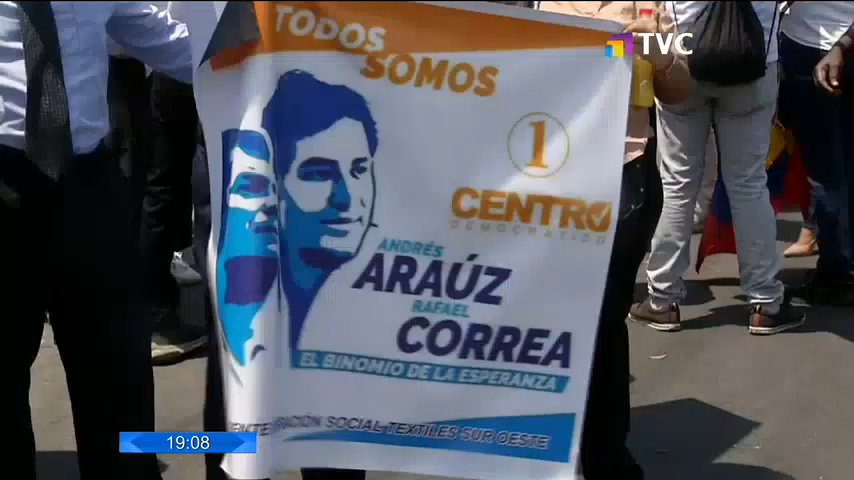 TVC
TODOS
SOMOS
1
CENTRO
DEMOCRÁTICO
ANDRÉS
ARAÚZ
RAFAEL
CORREA
EL BINOMIO DE LA ESPERANZA
SOCIAL TEXTILES SUR OESTE
19:08